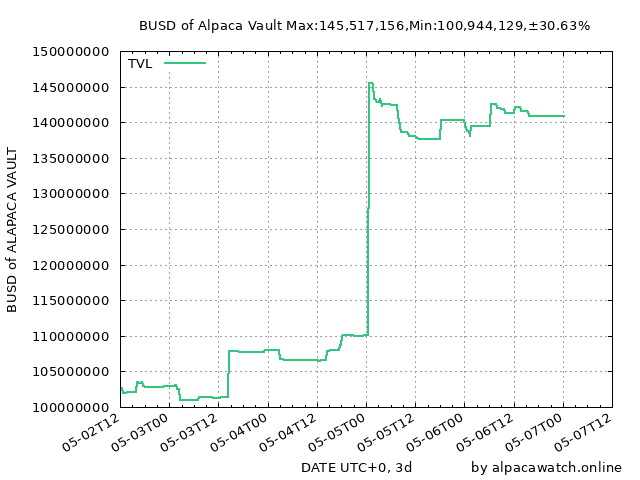 BUSD of Alpaca Vault Max:145,517,156,Min:100,944,129,±30.63%
TVL
150000000
145000000
140000000
135000000
130000000
125000000
120000000
115000000
110000000
105000000
100000000
BUSD of ALAPACA VAULT
05-02T12
05-03T00
05-03T12
05-04T00
05-04T12
05-05T00
05-05T12
05-06T00
05-06T12
05-07T00
05-07T12
DATE UTC+0, 3d
by alpacawatch.online